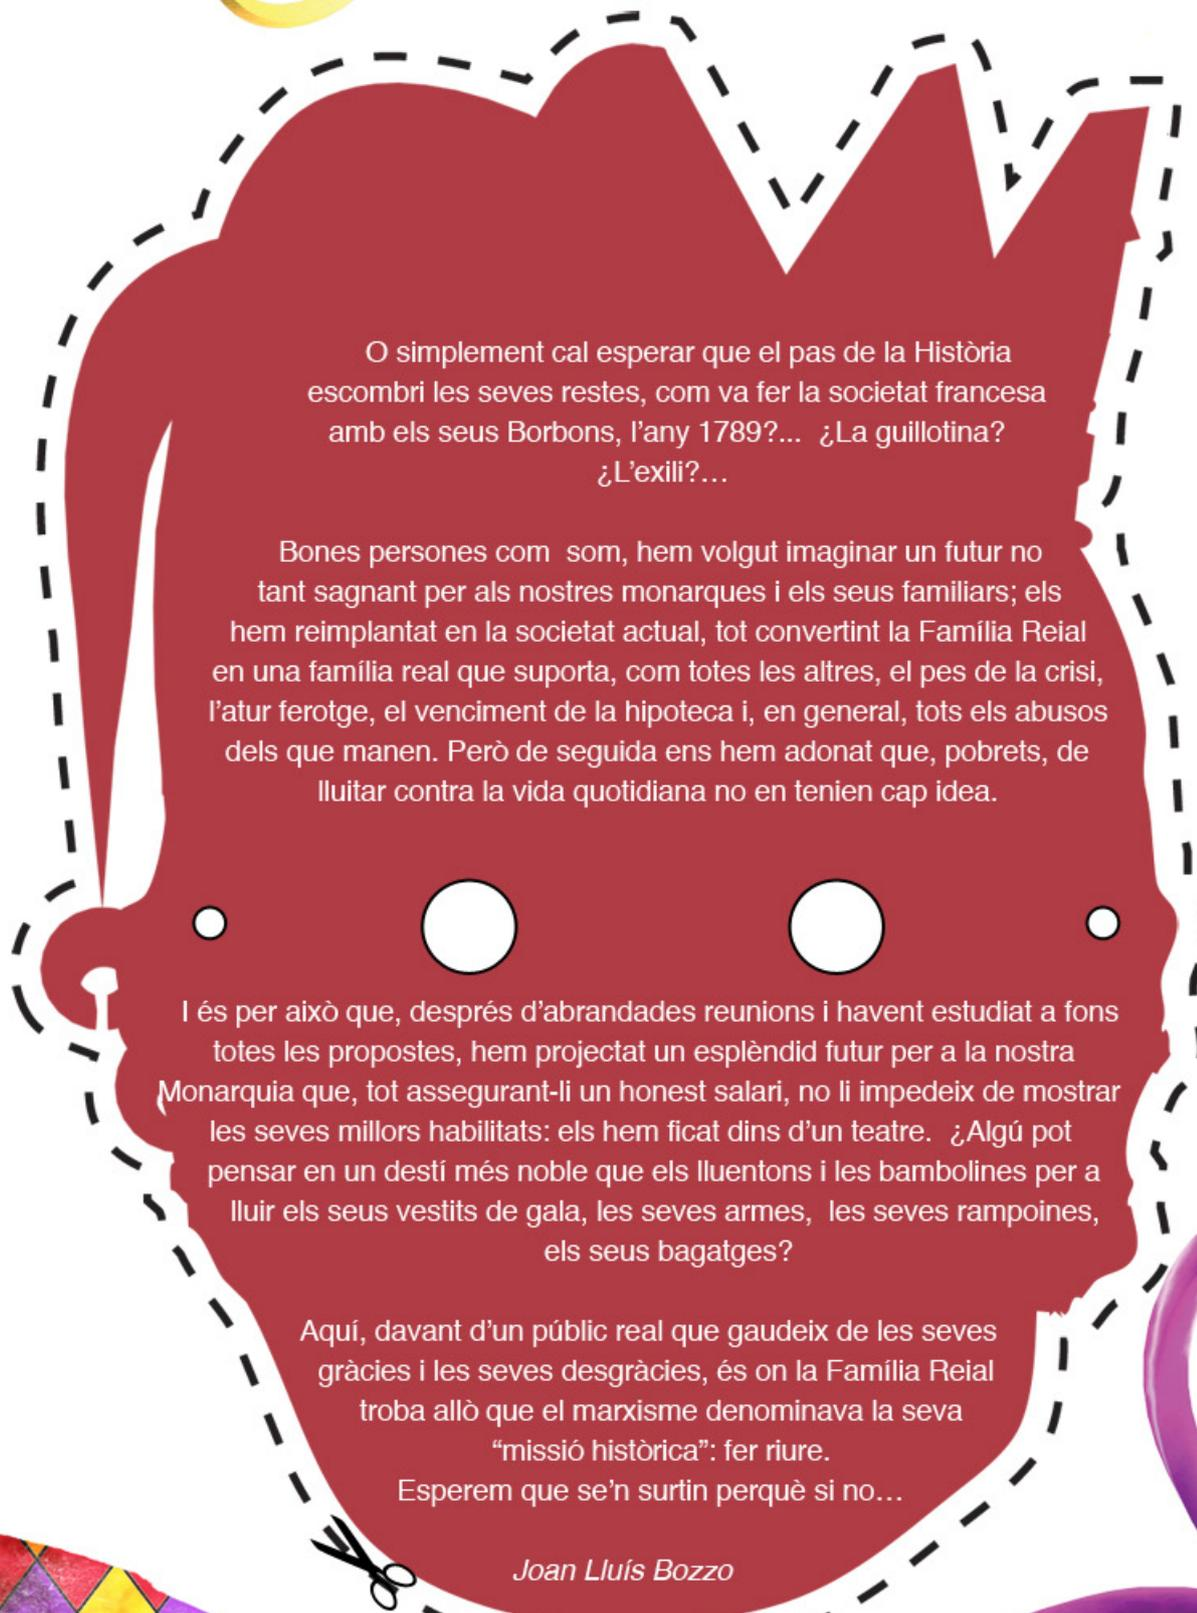 O simplement cal esperar que el pas de la Història
escombri les seves restes, com va fer la societat francesa
amb els seus Borbons, l’any 1789?...  ¿La guillotina?
¿L’exili?…
Bones persones com  som, hem volgut imaginar un futur no
tant sagnant per als nostres monarques i els seus familiars; els
hem reimplantat en la societat actual, tot convertint la Família Reial
en una família real que suporta, com totes les altres, el pes de la crisi,
l’atur ferotge, el venciment de la hipoteca i, en general, tots els abusos
dels que manen. Però de seguida ens hem adonat que, pobrets, de
lluitar contra la vida quotidiana no en tenien cap idea.
I és per això que, després d’abrandades reunions i havent estudiat a fons
totes les propostes, hem projectat un esplèndid futur per a la nostra
Monarquia que, tot assegurant-li un honest salari, no li impedeix de mostrar
les seves millors habilitats: els hem ficat dins d’un teatre.  ¿Algú pot
pensar en un destí més noble que els lluentons i les bambolines per a
lluir els seus vestits de gala, les seves armes,  les seves rampoines,
els seus bagatges?
Aquí, davant d’un públic real que gaudeix de les seves
gràcies i les seves desgràcies, és on la Família Reial
troba allò que el marxisme denominava la seva
“missió històrica”: fer riure.
Esperem que se’n surtin perquè si no…
Joan Lluís Bozzo